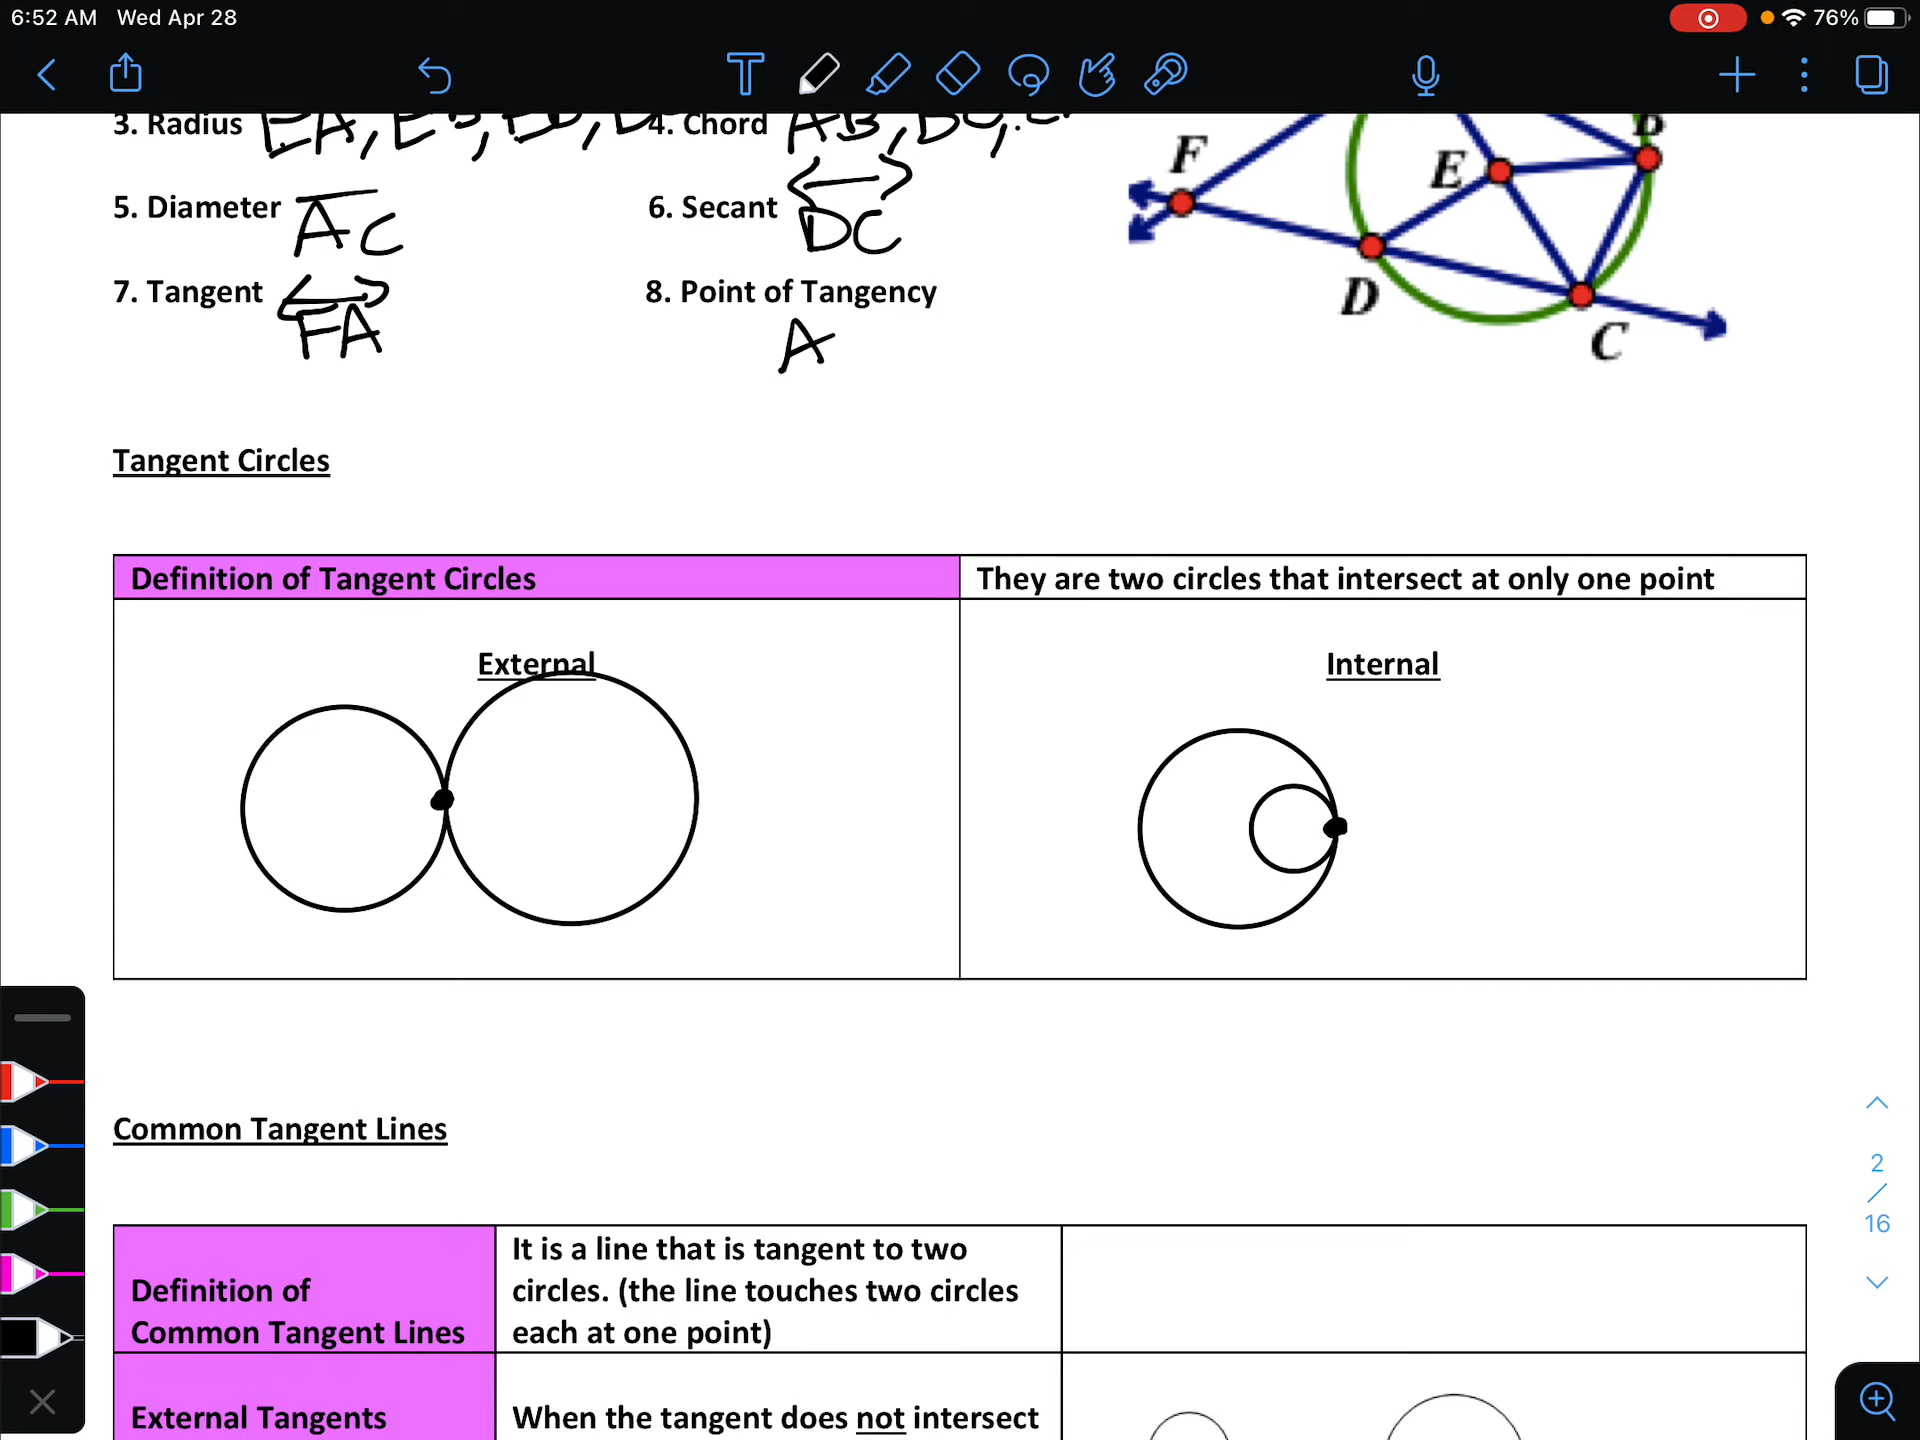 6:52 AM Wed Apr 28
76%
3. Radius EA, EB, 4. Chord AB, BC,
5. Diameter AC 6. Secant DC
7. Tangent FA 8. Point of Tangency
A
F
E
B
D
C
Tangent Circles
Definition of Tangent Circles They are two circles that intersect at only one point
External Internal
Common Tangent Lines
Definition of
Common Tangent Lines
It is a line that is tangent to two
circles. (the line touches two circles
each at one point)
External Tangents When the tangent does not intersect
2
/
16